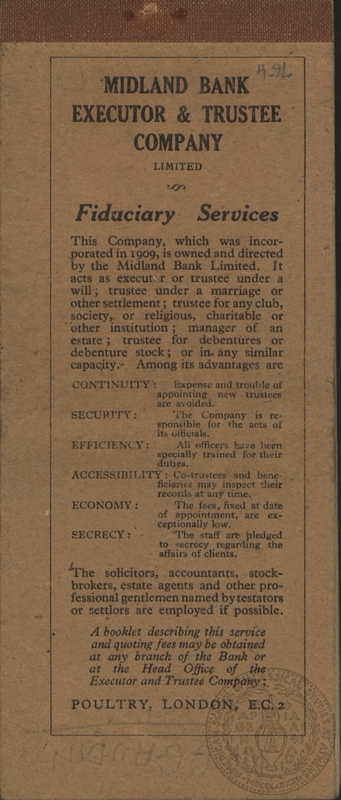 421
MIDLAND BANK
EXECUTOR & TRUSTEE
COMPANY
LIMITED
Fiduciary Services
This Company, which was incor-
porated in 1909, is owned and directed
by the Midland Bank Limited. It
acts as execut r or trustee under a
will; trustee under a marriage or
other settlement; trustee for any club,
society, or religious, charitable or
other institution; manager of an
estate; trustee for debentures or
debenture stock; or in any similar
capacity. Among its advantages are
CONTINUITY: Expense and trouble of
appointing new trustees
are avoided.
SECURITY: The Company is re-
sponsible for the acts of
its officials.
EFFICIENCY: All officers have been
specially trained for their
duties.
ACCESSIBILITY: Co-trustees and bene-
ficiaries may inspect their
records at any time.
ECONOMY: The fees, fixed at date
of appointment, are ex-
ceptionally low.
SECRECY: The staff are pledged
to secrecy regarding the
affairs of clients.
The solicitors, accountants, stock-
brokers, estate agents and other pro-
fessional gentlemen named by testators
or settlors are employed if possible.
A booklet describing this service
and quoting fees may be obtained
at any branch of the Bank or
at the Head Office of the
Executor and Trustee Company:
POULTRY, LONDON, E.C.2